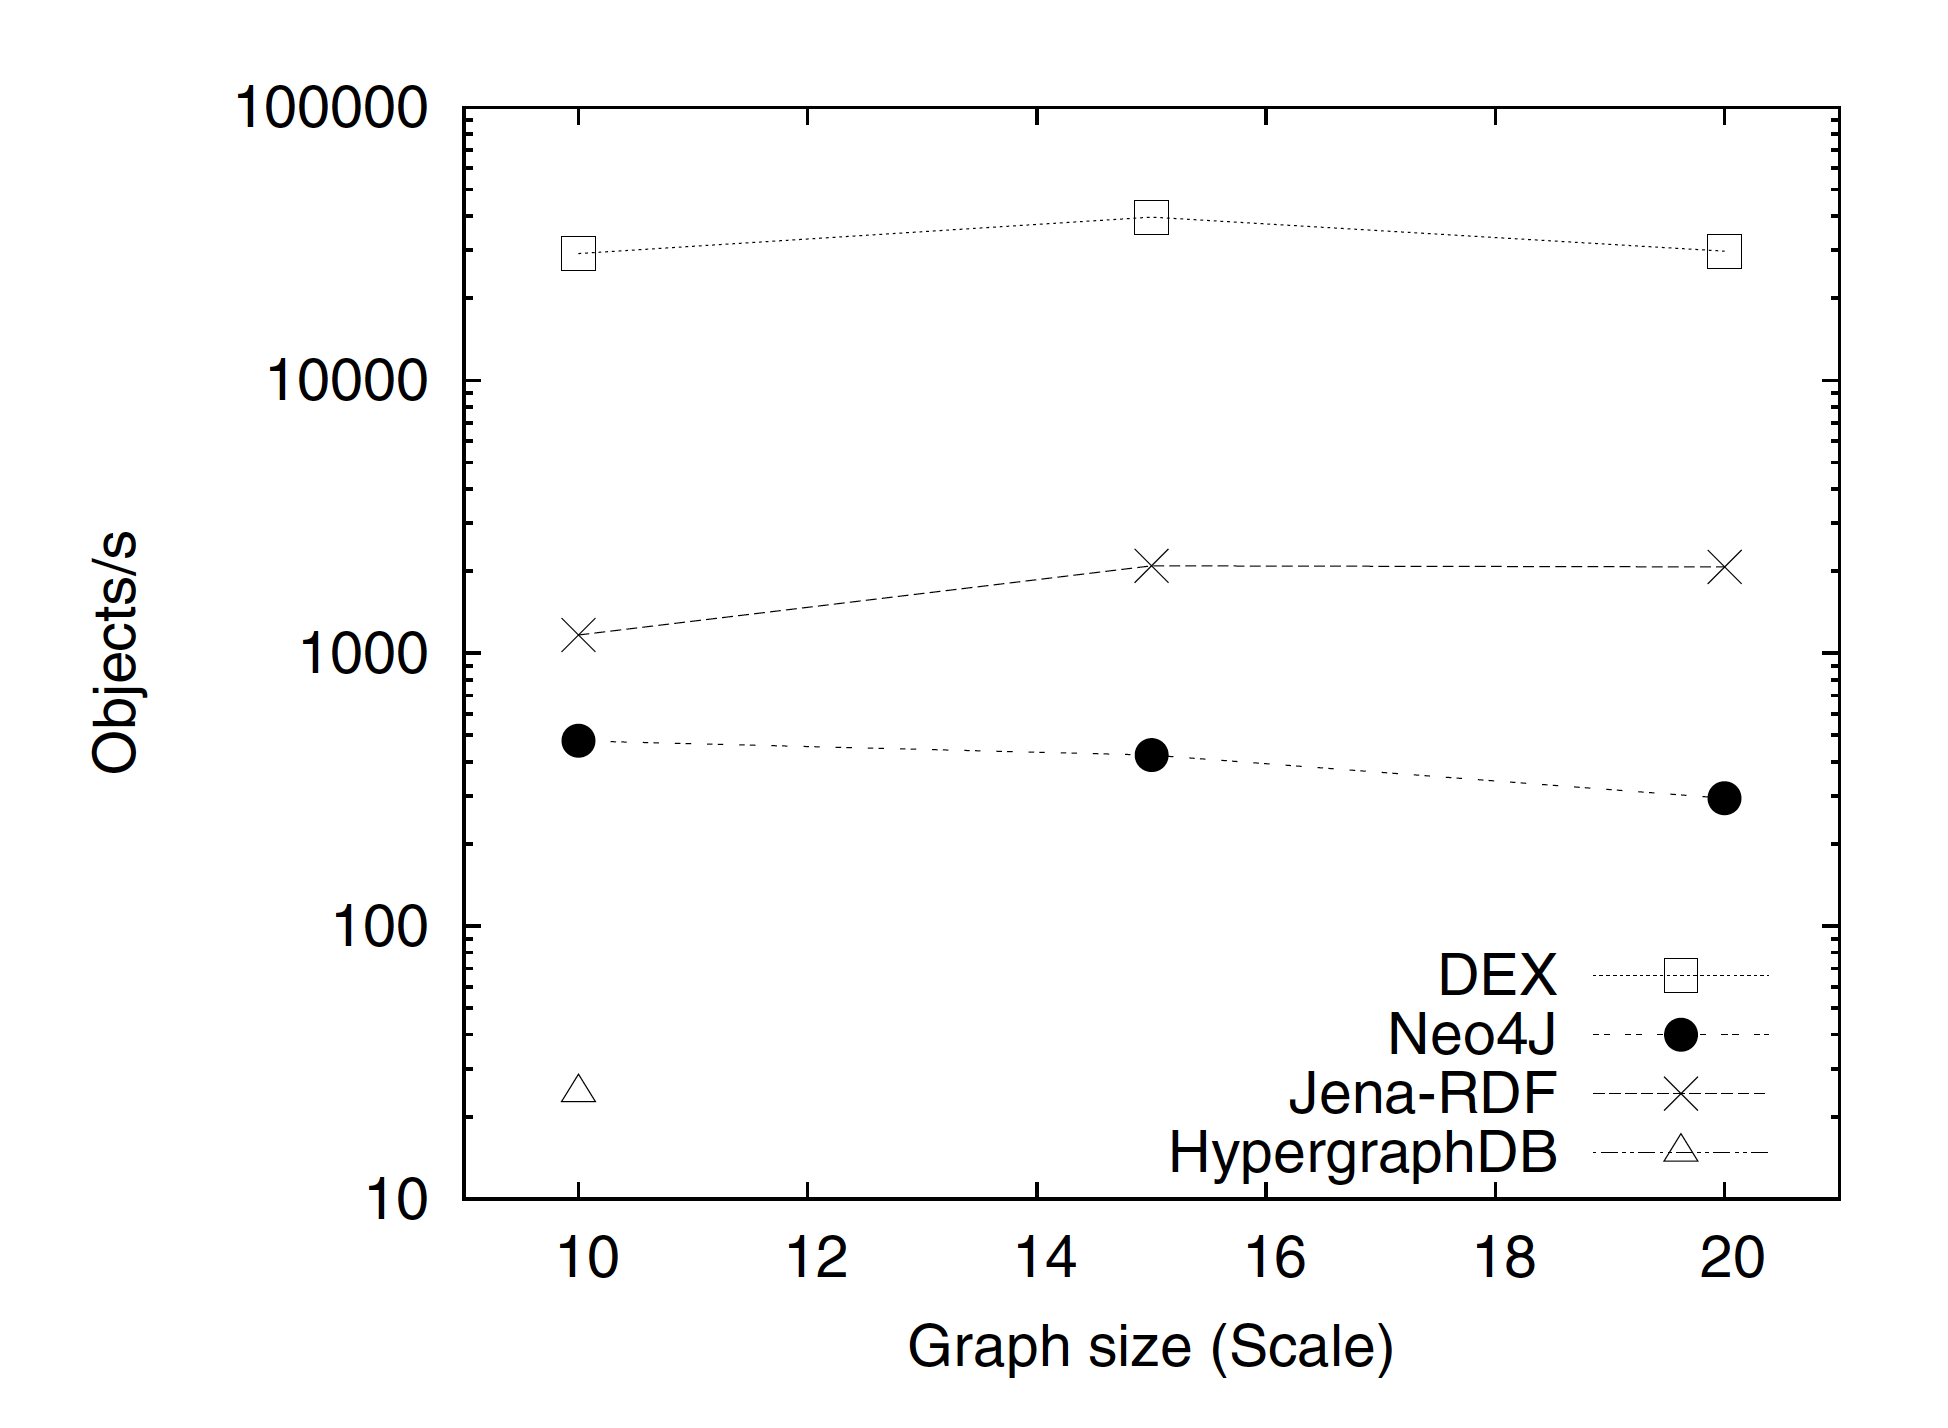 100000
10000
1000
100
10
Objects/s
DEX
Neo4J
Jena-RDF
HypergraphDB
10 12 14 16 18 20
Graph size (Scale)